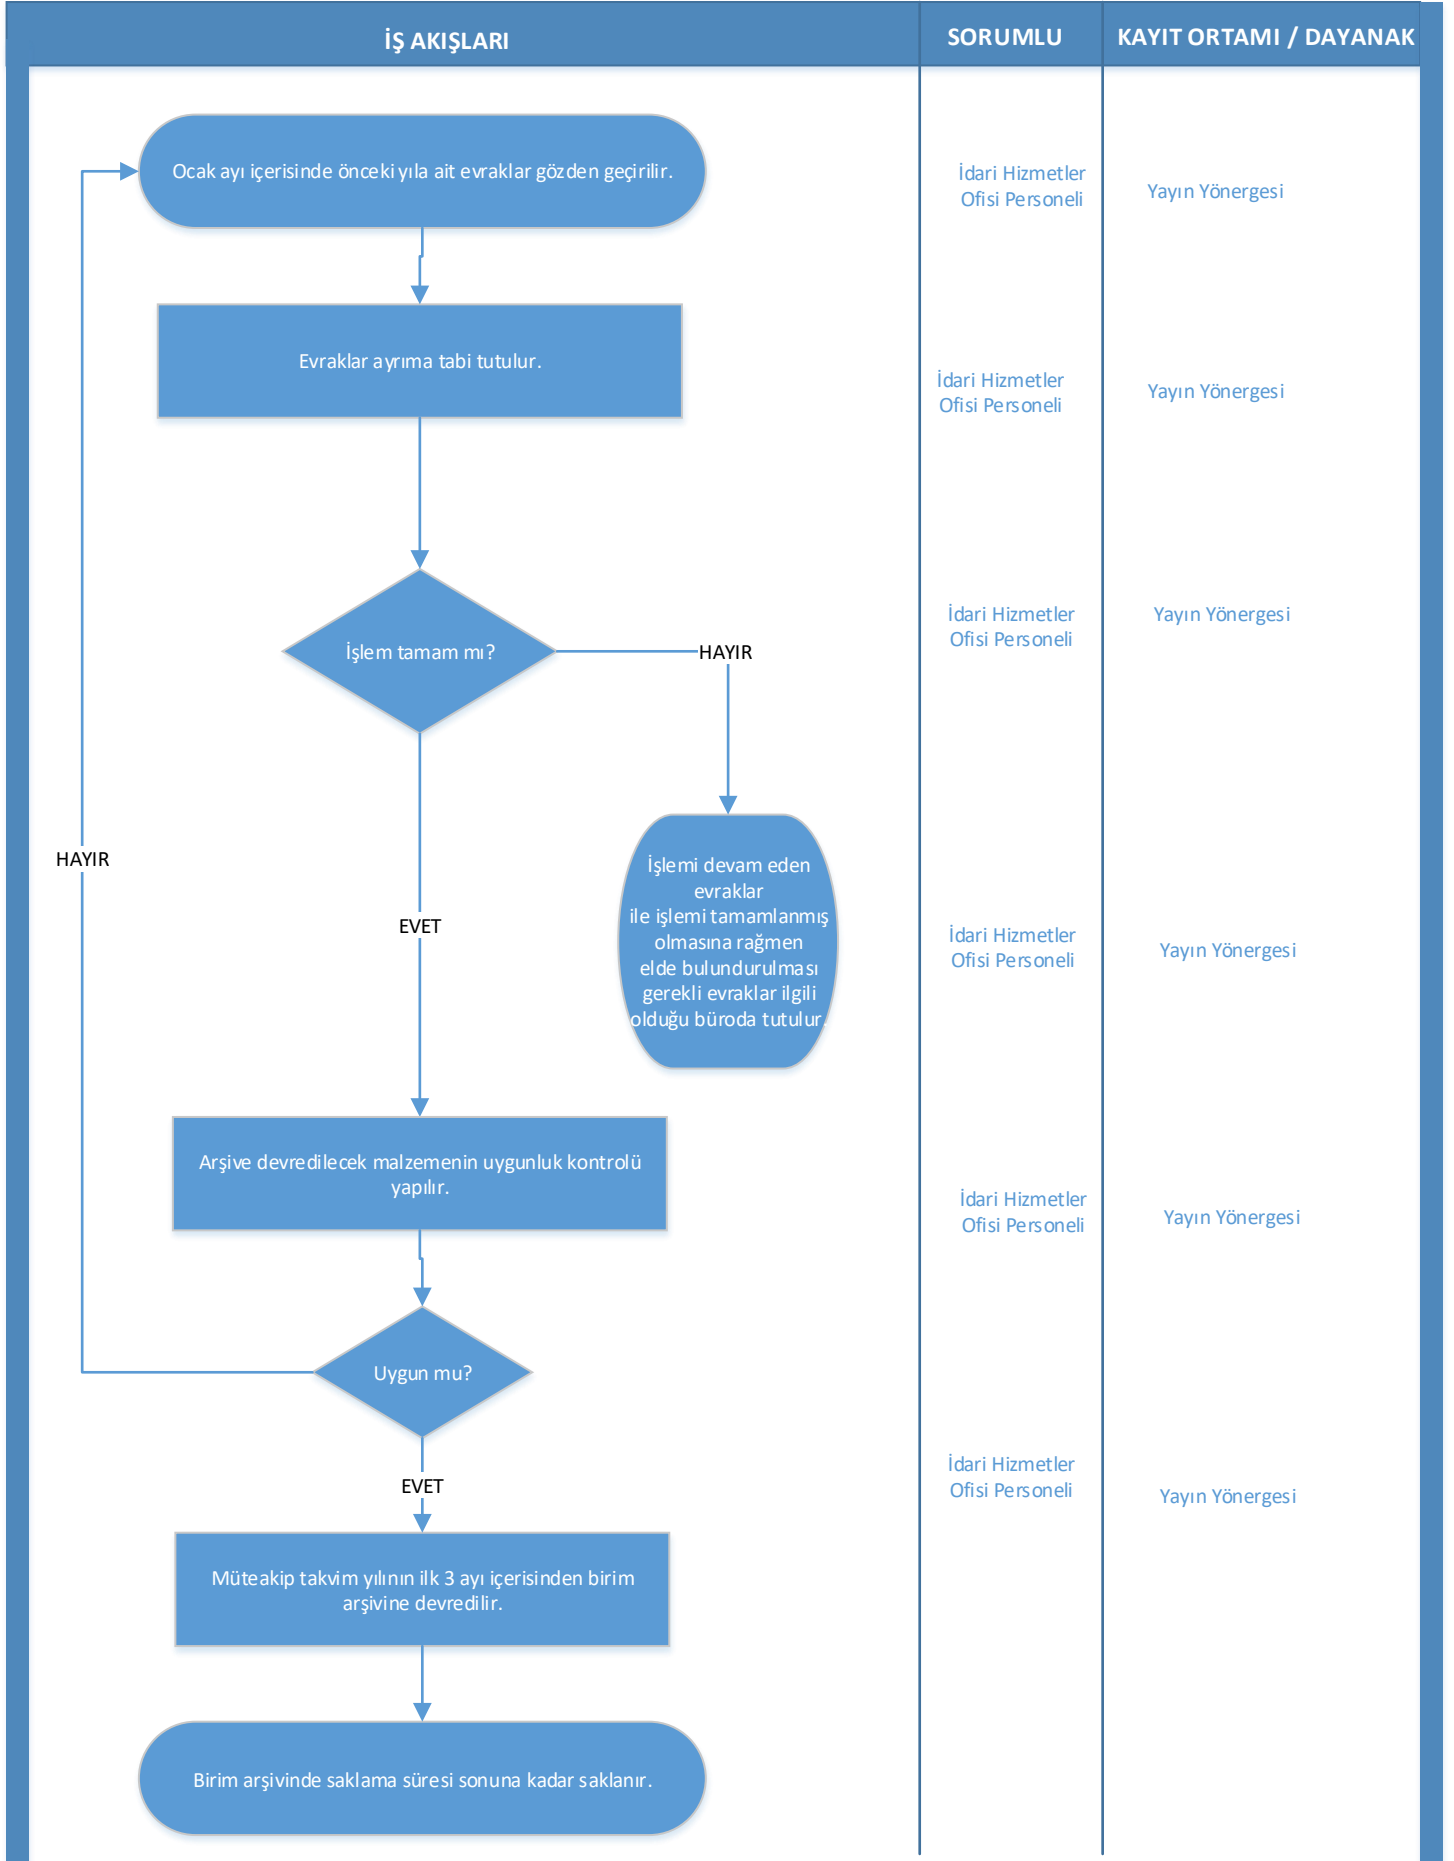 İŞ AKIŞLARI
SORUMLU
KAYIT ORTAMI / DAYANAK
Ocak ayı içerisinde önceki yıla ait evraklar gözden geçirilir.
İdari Hizmetler
Ofisi Personeli
Yayın Yönergesi
Evraklar ayrıma tabi tutulur.
İdari Hizmetler
Ofisi Personeli
Yayın Yönergesi
İşlem tamam mı?
HAYIR
İdari Hizmetler
Ofisi Personeli
Yayın Yönergesi
HAYIR
EVET
İşlemi devam eden
evraklar
ile işlemi tamamlanmış
olmasına rağmen
elde bulundurulması
gerekli evraklar ilgili
olduğu büroda tutulur.
İdari Hizmetler
Ofisi Personeli
Yayın Yönergesi
Arşive devredilecek malzemenin uygunluk kontrolü
yapılır.
İdari Hizmetler
Ofisi Personeli
Yayın Yönergesi
Uygun mu?
EVET
İdari Hizmetler
Ofisi Personeli
Yayın Yönergesi
Müteakip takvim yılının ilk 3 ayı içerisinden birim
arşivine devredilir.
Birim arşivinde saklama süresi sonuna kadar saklanır.